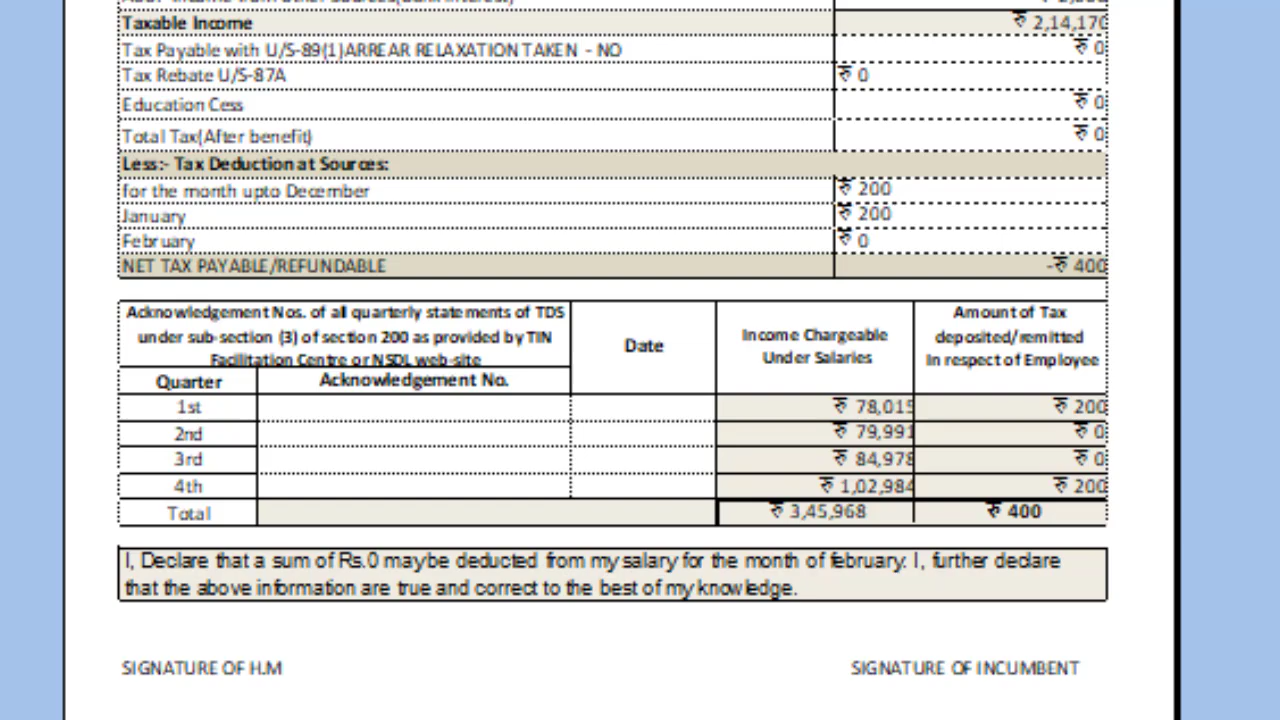 Taxable Income ₹ 2,14,170
Tax Payable with U/S-89(1)ARREAR RELAXATION TAKEN - NO ₹ 0
Tax Rebate U/S-87A ₹ 0
Education Cess ₹ 0
Total Tax(After benefit) ₹ 0
Less:- Tax Deduction at Sources:
for the month upto December ₹ 200
January ₹ 200
February ₹ 0
NET TAX PAYABLE/REFUNDABLE -₹ 400
Acknowledgement Nos. of all quarterly statements of TDS
under sub-section (3) of section 200 as provided by TIN
Facilitation Centre or NSDL web-site
Date
Income Chargeable
Under Salaries
Amount of Tax
deposited/remitted
In respect of Employee
Quarter Acknowledgement No.
1st ₹ 78,015 ₹ 200
2nd ₹ 79,991 ₹ 0
3rd ₹ 84,978 ₹ 0
4th ₹ 1,02,984 ₹ 200
Total ₹ 3,45,968 ₹ 400
I, Declare that a sum of Rs.0 maybe deducted from my salary for the month of february. I, further declare
that the above information are true and correct to the best of my knowledge.
SIGNATURE OF H.M SIGNATURE OF INCUMBENT